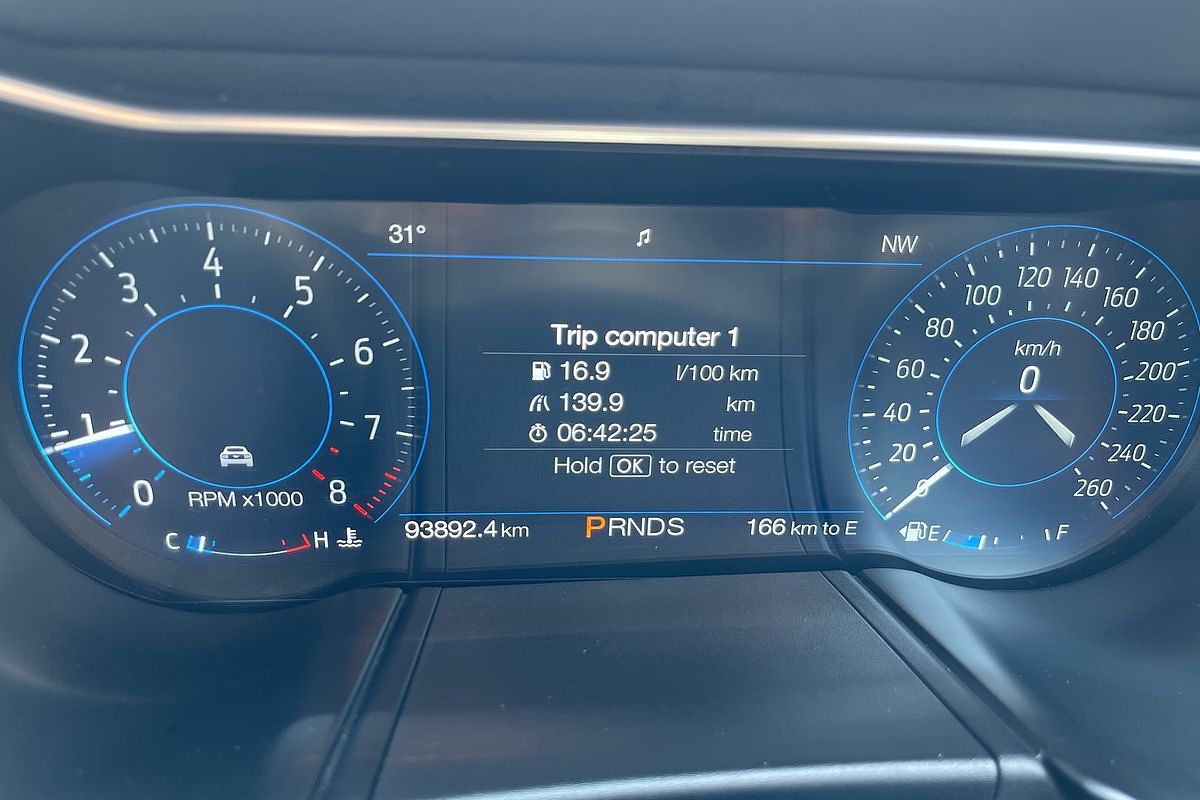 31° NW
0 1 2 3 4 5 6 7 8
RPM x1000
C H
Trip computer 1
16.9 l/100 km
139.9 km
06:42:25 time
Hold OK to reset
93892.4 km PRNDS 166 km to E
0 20 40 60 80 100 120 140 160 180 200 220 240 260
km/h
0
E F